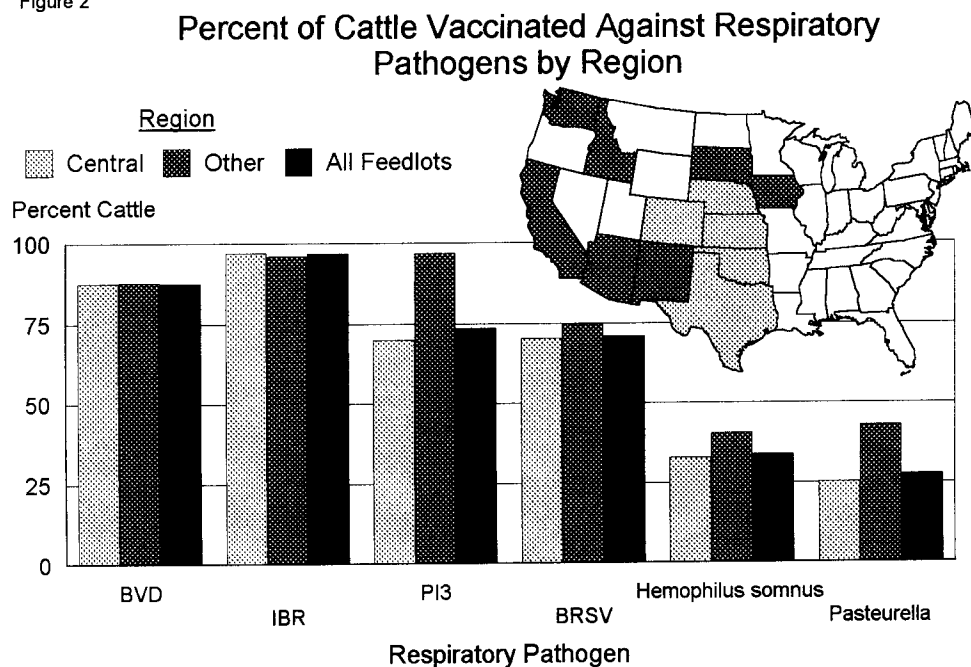 Figure 2
Percent of Cattle Vaccinated Against Respiratory
Pathogens by Region
Region
Central Other All Feedlots
Percent Cattle
100
75
50
25
0
BVD
IBR
PI3
BRSV
Hemophilus somnus
Pasteurella
Respiratory Pathogen